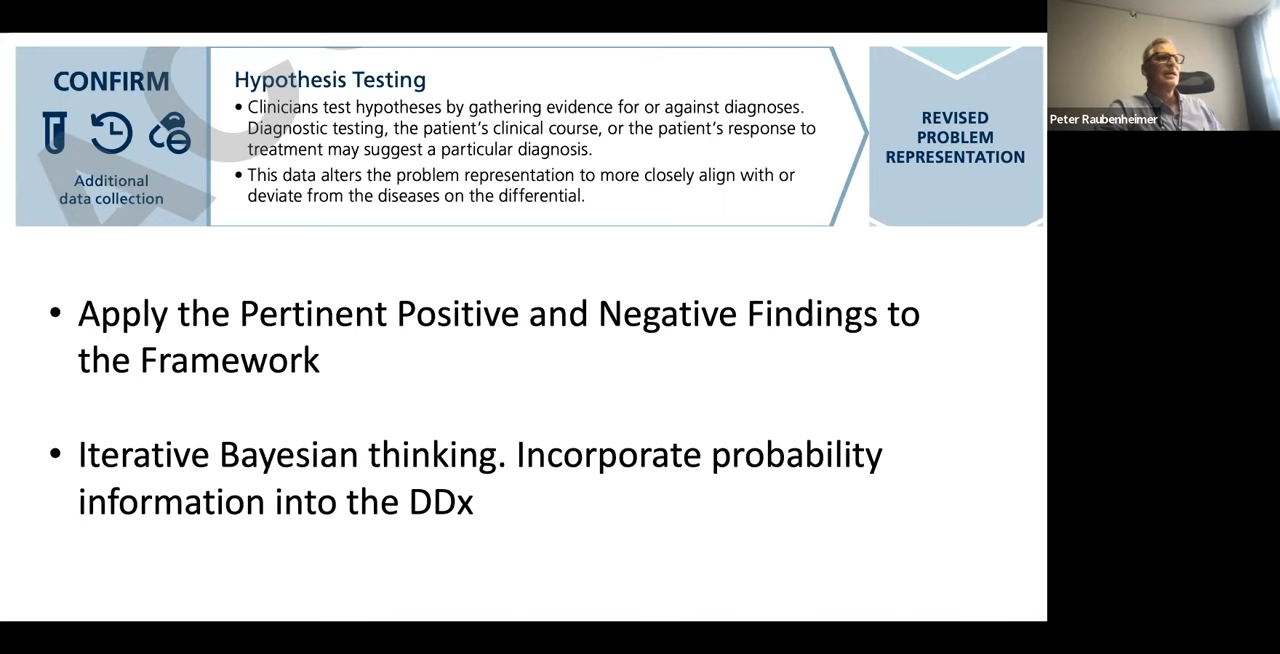 CONFIRM
Additional
data collection
Hypothesis Testing
• Clinicians test hypotheses by gathering evidence for or against diagnoses.
Diagnostic testing, the patient's clinical course, or the patient's response to
treatment may suggest a particular diagnosis.
• This data alters the problem representation to more closely align with or
deviate from the diseases on the differential.
REVISED
PROBLEM
REPRESENTATION
Peter Raubenheimer
• Apply the Pertinent Positive and Negative Findings to
the Framework
• Iterative Bayesian thinking. Incorporate probability
information into the DDx